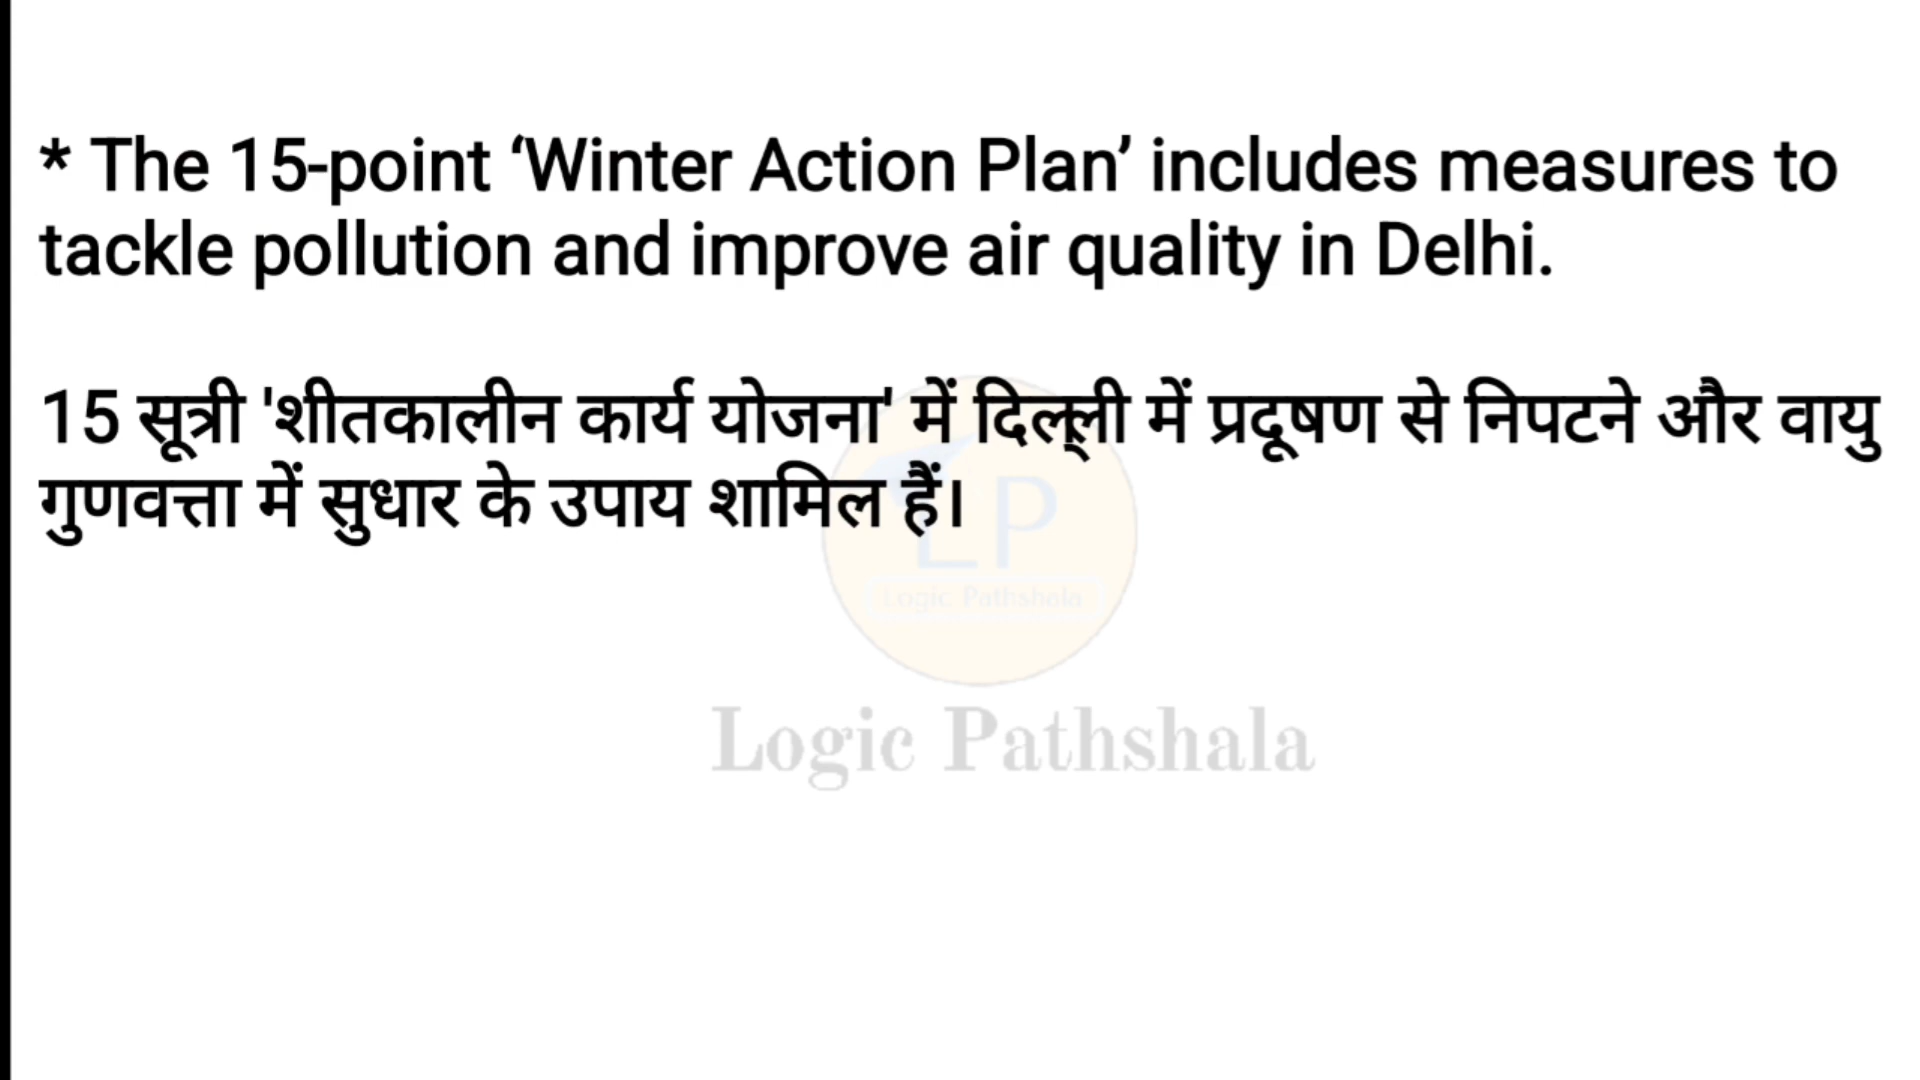 * The 15-point ‘Winter Action Plan’ includes measures to
tackle pollution and improve air quality in Delhi.
15 सूत्री 'शीतकालीन कार्य योजना' में दिल्ली में प्रदूषण से निपटने और वायु
गुणवत्ता में सुधार के उपाय शामिल हैं।
LP
Logic Pathshala
Logic Pathshala